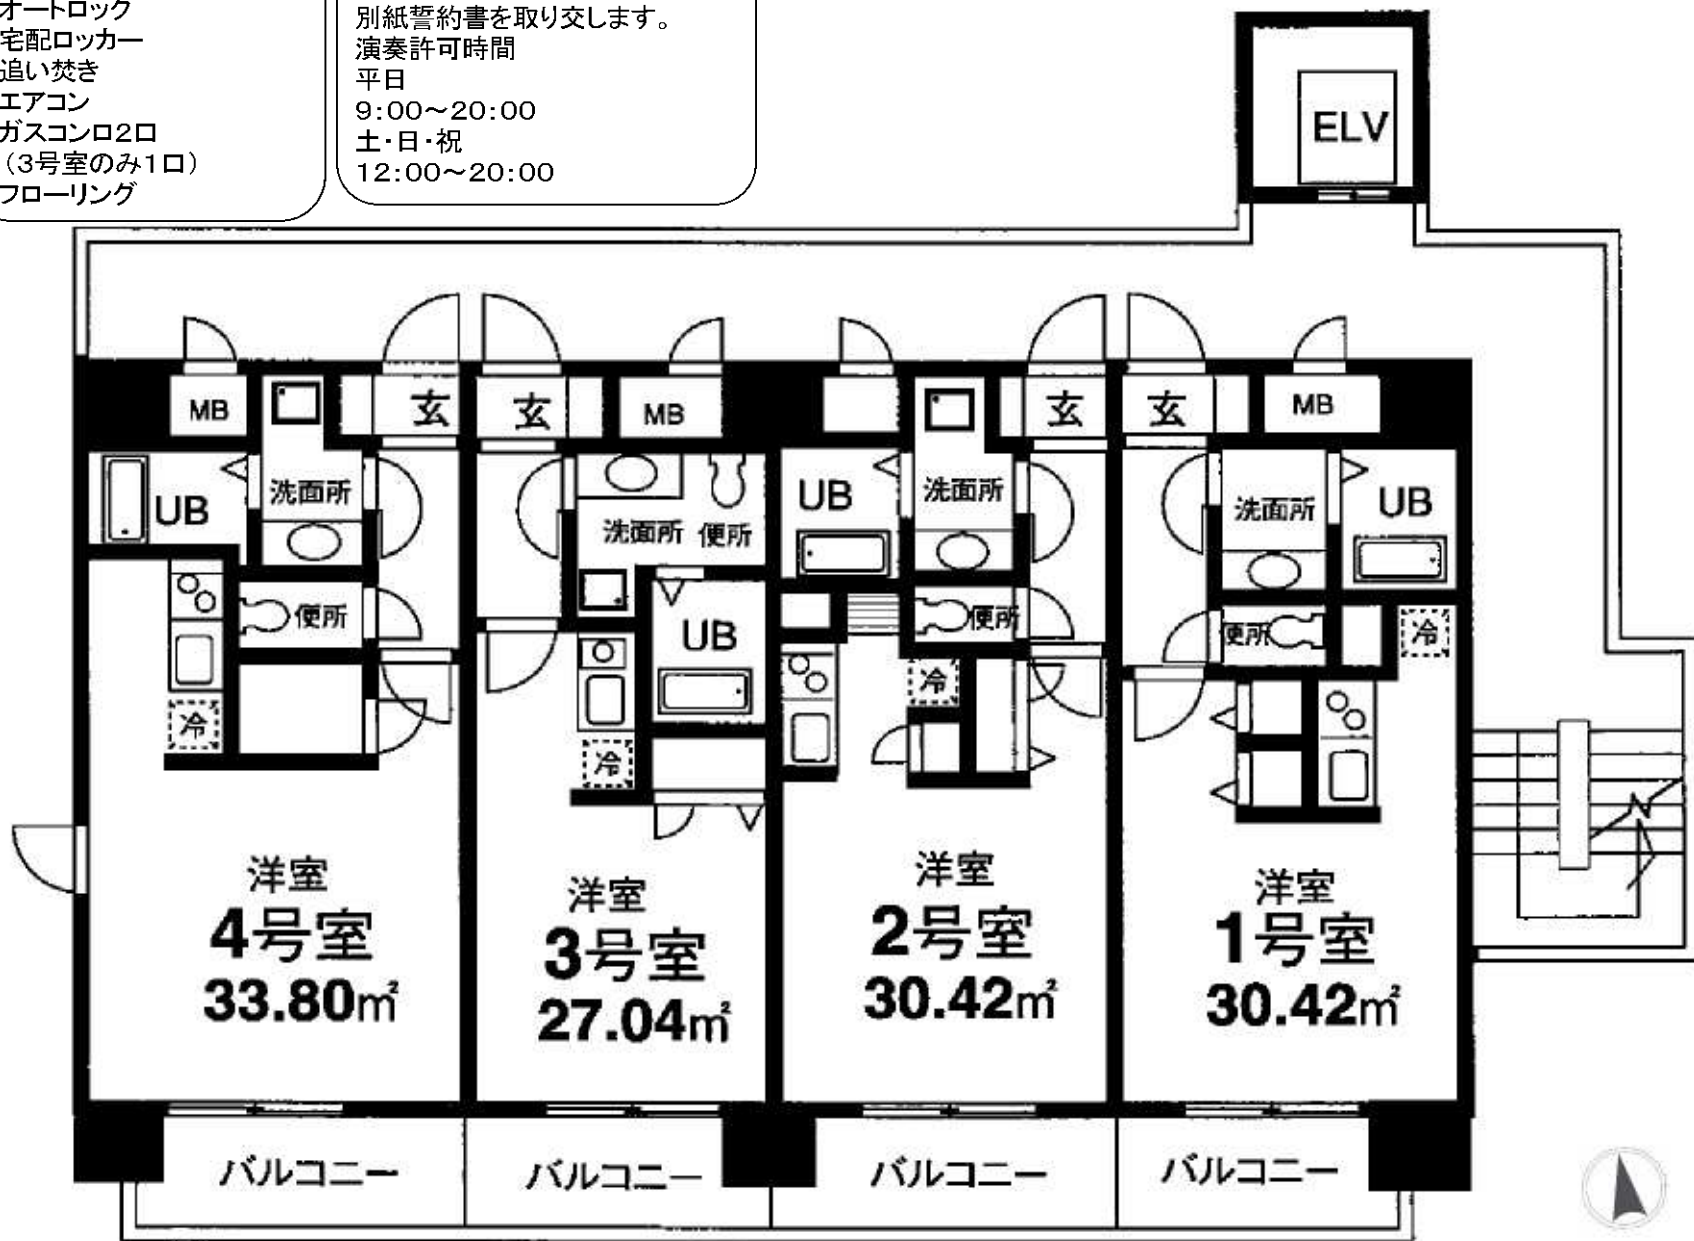 オートロック
宅配ロッカー
追い焚き
エアコン
ガスコンロ2口
（3号室のみ1口）
フローリング
別紙誓約書を取り交します。
演奏許可時間
平日
9:00～20:00
土・日・祝
12:00～20:00
ELV
MB
玄
玄
MB
玄
玄
MB
UB
洗面所
洗面所
便所
UB
洗面所
洗面所
UB
便所
UB
便所
便所
冷
冷
冷
冷
洋室
4号室
33.80㎡
洋室
3号室
27.04㎡
洋室
2号室
30.42㎡
洋室
1号室
30.42㎡
バルコニー
バルコニー
バルコニー
バルコニー